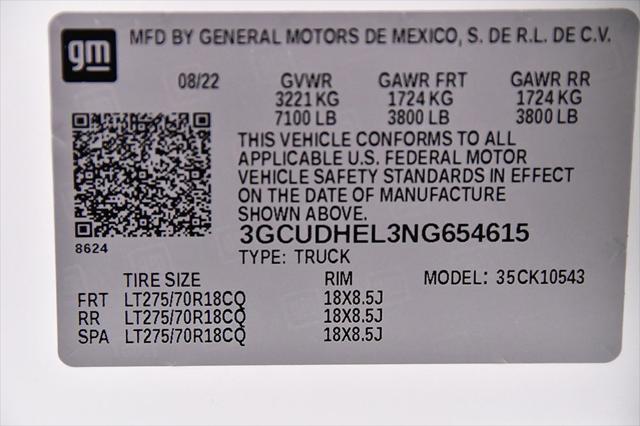 gm MFD BY GENERAL MOTORS DE MEXICO, S. DE R.L. DE C.V.
08/22 GVWR GAWR FRT GAWR RR
3221 KG 1724 KG 1724 KG
7100 LB 3800 LB 3800 LB
THIS VEHICLE CONFORMS TO ALL
APPLICABLE U.S. FEDERAL MOTOR
VEHICLE SAFETY STANDARDS IN EFFECT
ON THE DATE OF MANUFACTURE
SHOWN ABOVE.
3GCUDHEL3NG654615
8624
TYPE: TRUCK
TIRE SIZE RIM MODEL: 35CK10543
FRT LT275/70R18CQ 18X8.5J
RR LT275/70R18CQ 18X8.5J
SPA LT275/70R18CQ 18X8.5J